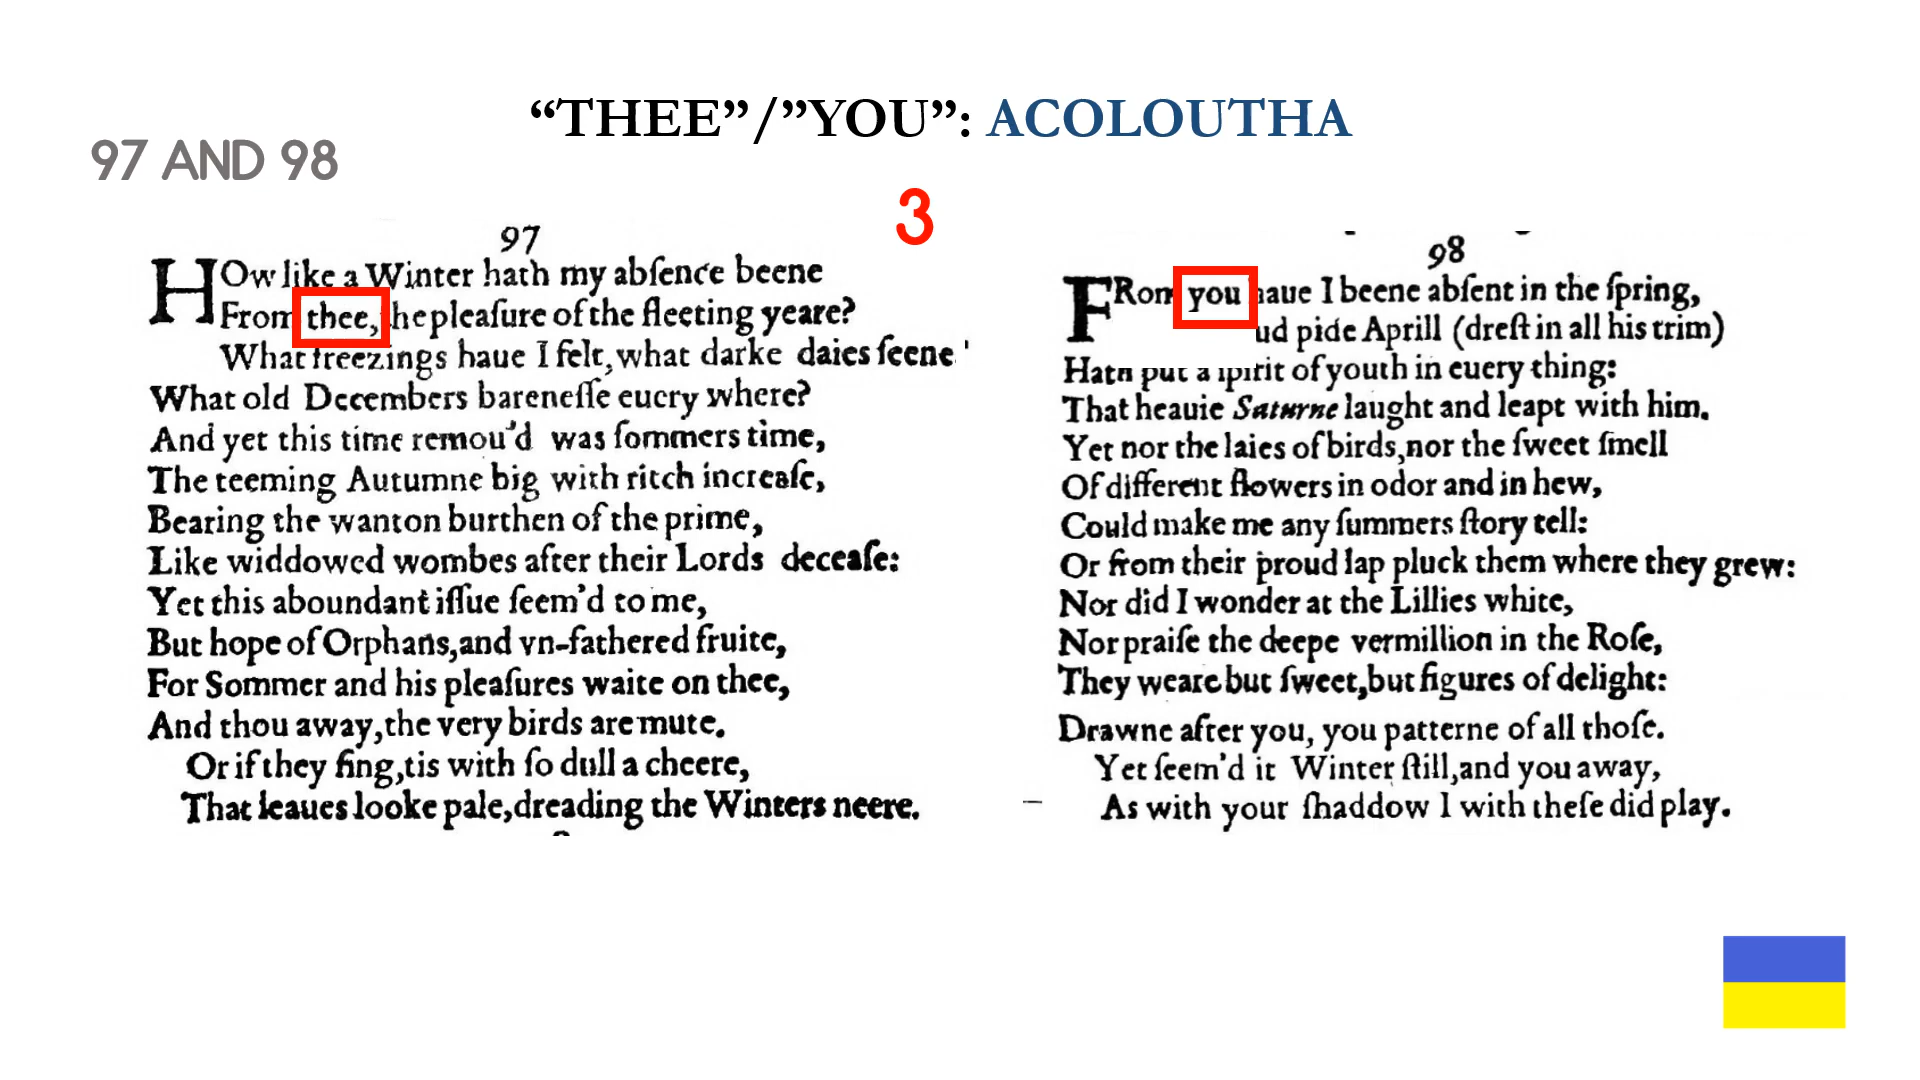 “THEE”/”YOU”: ACOLOUTHA
97 AND 98
3
97
HOw like a Winter hath my abſence beene
From thee, the pleaſure of the fleeting yeare?
What freezings haue I felt, what darke daies ſeene
What old Decembers bareneſſe euery where?
And yet this time remou'd was ſommers time,
The teeming Autumne big with ritch increaſe,
Bearing the wanton burthen of the prime,
Like widdowed wombes after their Lords deceaſe:
Yet this aboundant iſſue ſeem'd to me,
But hope of Orphans, and vn-fathered fruite,
For Sommer and his pleaſures waite on thee,
And thou away, the very birds are mute.
Or if they ſing, tis with ſo dull a cheere,
That leaues looke pale, dreading the Winters neere.
98
FRom you haue I beene abſent in the ſpring,
ud pide Aprill (dreſt in all his trim)
Hath put a ſpirit of youth in euery thing:
That heauie Saturne laught and leapt with him.
Yet nor the laies of birds, nor the ſweet ſmell
Of different flowers in odor and in hew,
Could make me any ſummers ſtory tell:
Or from their proud lap pluck them where they grew:
Nor did I wonder at the Lillies white,
Nor praiſe the deepe vermillion in the Roſe,
They weare but ſweet, but figures of delight:
Drawne after you, you patterne of all thoſe.
Yet ſeem'd it Winter ſtill, and you away,
As with your ſhaddow I with theſe did play.